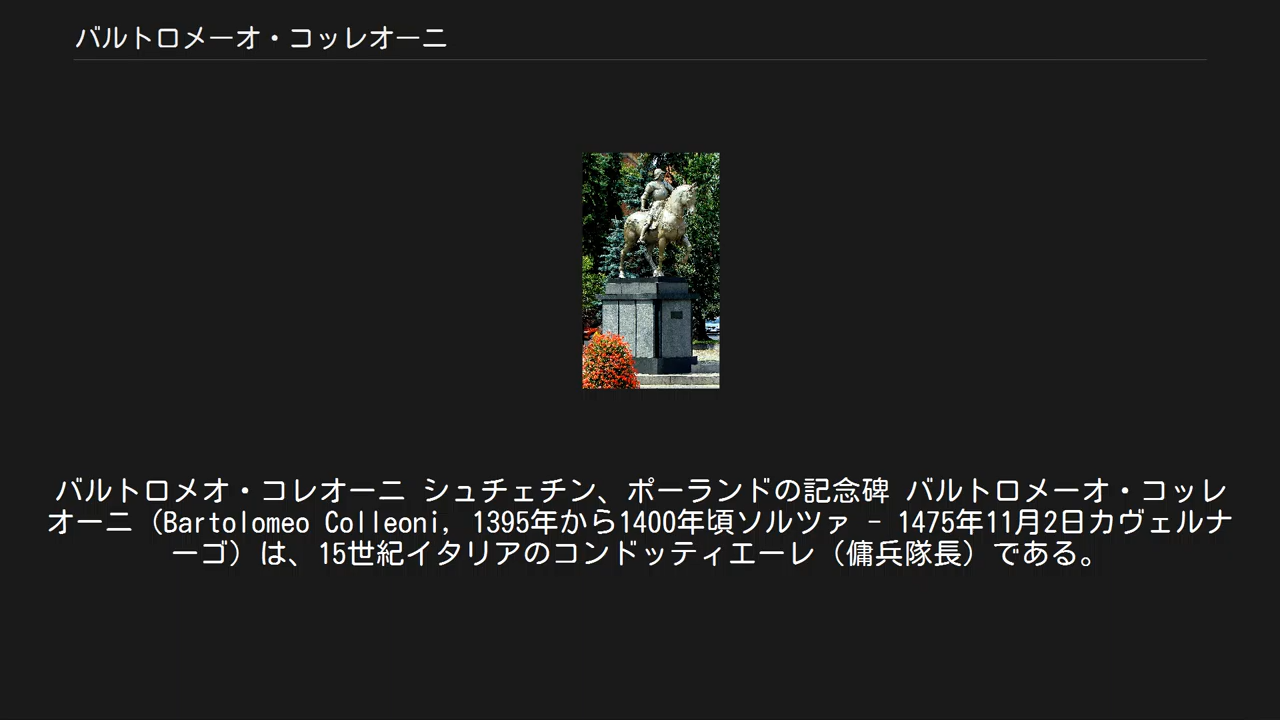 バルトロメーオ・コッレオーニ
バルトロメオ・コレオーニ シュチェチン、ポーランドの記念碑 バルトロメーオ・コッレ
オーニ（Bartolomeo Colleoni, 1395年から1400年頃ソルツァ - 1475年11月2日カヴェルナ
ーゴ）は、15世紀イタリアのコンドッティエーレ（傭兵隊長）である。